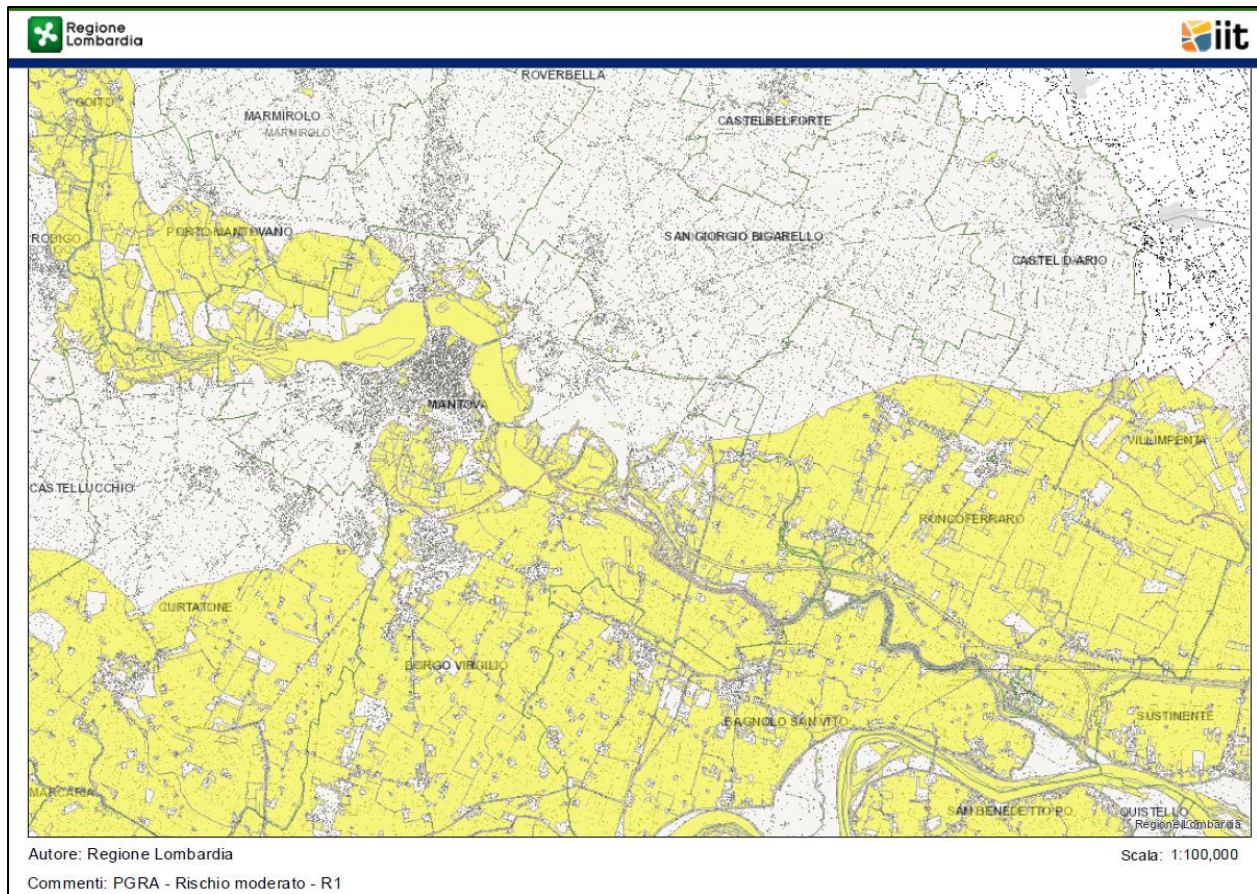 Regione
Lombardia
iit
ROVERBELLA
GOITO
MARMIROLO
MARMIROLO
CASTELBELFORTE
RODIGO
PORTO MANTOVANO
SAN GIORGIO BIGARELLO
CASTEL D'ARIO
MANTOVA
VILLIMPENTA
CASTELLUCCHIO
RONCOFERRARO
CURTATONE
BORGO VIRGILIO
BAGNOLO SAN VITO
SUSTINENTE
MARCARIA
SAN BENEDETTO PO
QUISTELLO
Regione Lombardia
Autore: Regione Lombardia
Scala: 1:100,000
Commenti: PGRA - Rischio moderato - R1